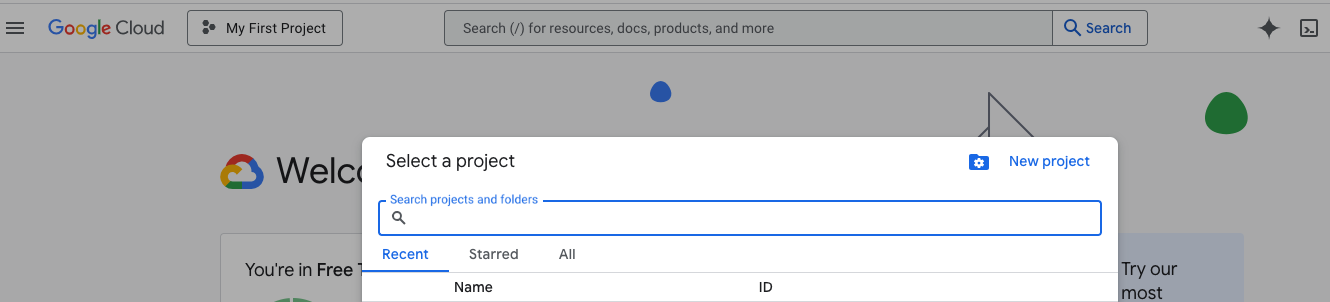 Google Cloud My First Project Search (/) for resources, docs, products, and more Search
Select a project New project
Welco
Search projects and folders
Recent Starred All
You're in Free T
Try our
most
Name ID